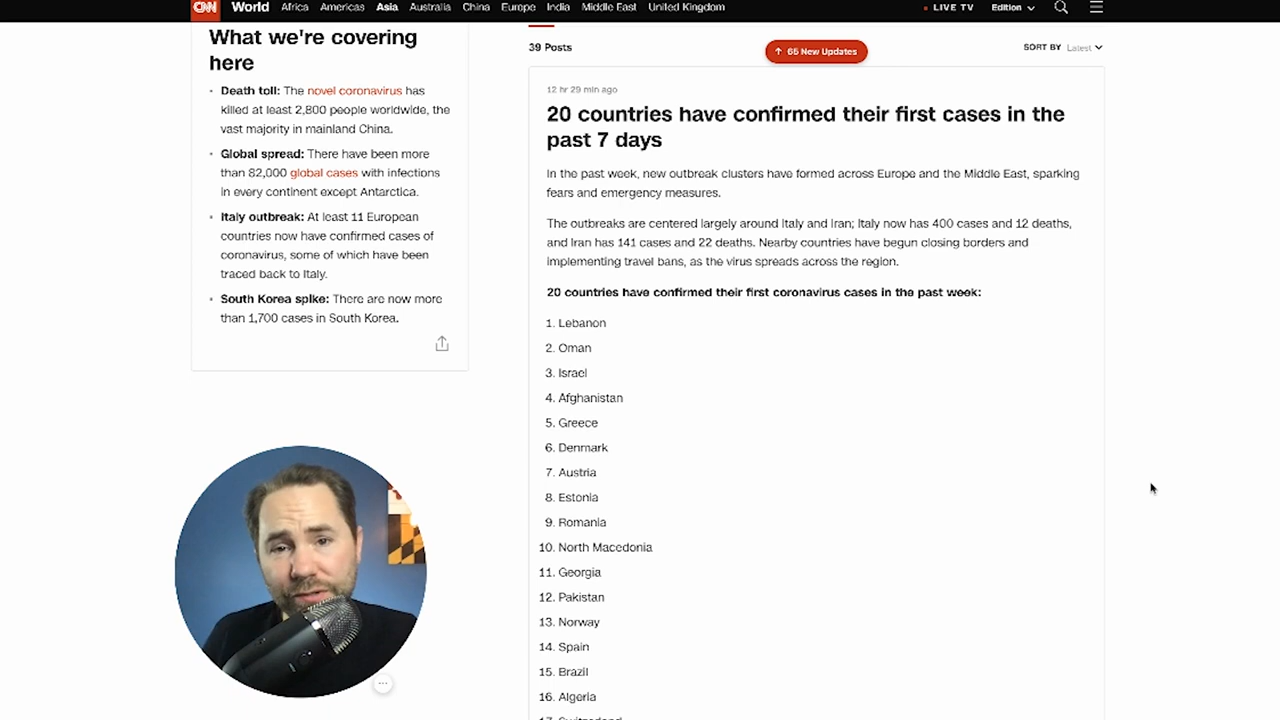 CNN World Africa Americas Asia Australia China Europe India Middle East United Kingdom LIVE TV Edition
What we're covering
here
Death toll: The novel coronavirus has
killed at least 2,800 people worldwide, the
vast majority in mainland China.
Global spread: There have been more
than 82,000 global cases with infections
in every continent except Antarctica.
Italy outbreak: At least 11 European
countries now have confirmed cases of
coronavirus, some of which have been
traced back to Italy.
South Korea spike: There are now more
than 1,700 cases in South Korea.
39 Posts
65 New Updates
SORT BY Latest
12 hr 29 min ago
20 countries have confirmed their first cases in the
past 7 days
In the past week, new outbreak clusters have formed across Europe and the Middle East, sparking
fears and emergency measures.
The outbreaks are centered largely around Italy and Iran; Italy now has 400 cases and 12 deaths,
and Iran has 141 cases and 22 deaths. Nearby countries have begun closing borders and
implementing travel bans, as the virus spreads across the region.
20 countries have confirmed their first coronavirus cases in the past week:
1. Lebanon
2. Oman
3. Israel
4. Afghanistan
5. Greece
6. Denmark
7. Austria
8. Estonia
9. Romania
10. North Macedonia
11. Georgia
12. Pakistan
13. Norway
14. Spain
15. Brazil
16. Algeria
17. Switzerland